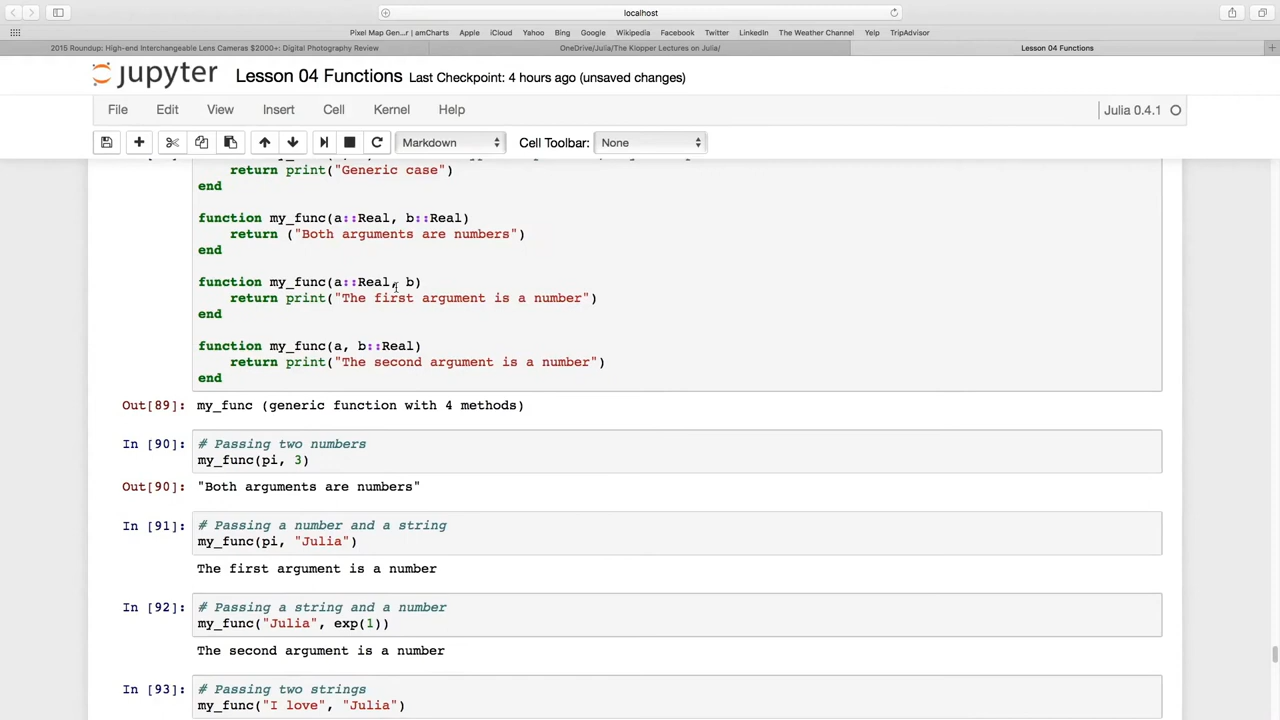 localhost
Pixel Map Gen...r | amCharts Apple iCloud Yahoo Bing Google Wikipedia Facebook Twitter LinkedIn The Weather Channel Yelp TripAdvisor
2015 Roundup: High-end Interchangeable Lens Cameras $2000+: Digital Photography Review OneDrive/Julia/The Klopper Lectures on Julia/ Lesson 04 Functions
jupyter Lesson 04 Functions Last Checkpoint: 4 hours ago (unsaved changes)
File Edit View Insert Cell Kernel Help Julia 0.4.1
Markdown Cell Toolbar: None
return print("Generic case")
end
function my_func(a::Real, b::Real)
return ("Both arguments are numbers")
end
function my_func(a::Real, b)
return print("The first argument is a number")
end
function my_func(a, b::Real)
return print("The second argument is a number")
end
Out[89]: my_func (generic function with 4 methods)
In [90]: # Passing two numbers
my_func(pi, 3)
Out[90]: "Both arguments are numbers"
In [91]: # Passing a number and a string
my_func(pi, "Julia")
The first argument is a number
In [92]: # Passing a string and a number
my_func("Julia", exp(1))
The second argument is a number
In [93]: # Passing two strings
my_func("I love", "Julia")